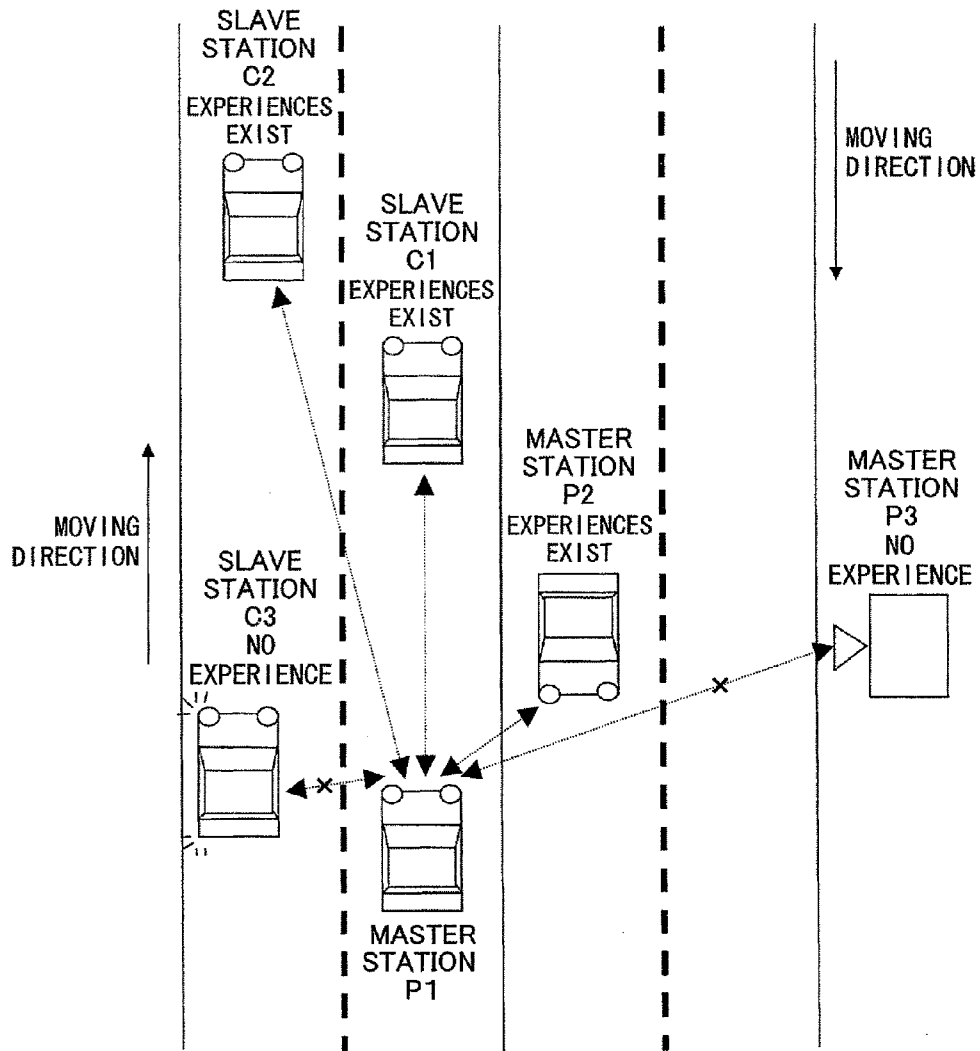 SLAVE
STATION
C2
EXPERIENCES
EXIST
MOVING
DIRECTION
SLAVE
STATION
C1
EXPERIENCES
EXIST
MASTER
STATION
P2
EXPERIENCES
EXIST
MASTER
STATION
P3
NO
EXPERIENCE
MOVING
DIRECTION
SLAVE
STATION
C3
NO
EXPERIENCE
MASTER
STATION
P1